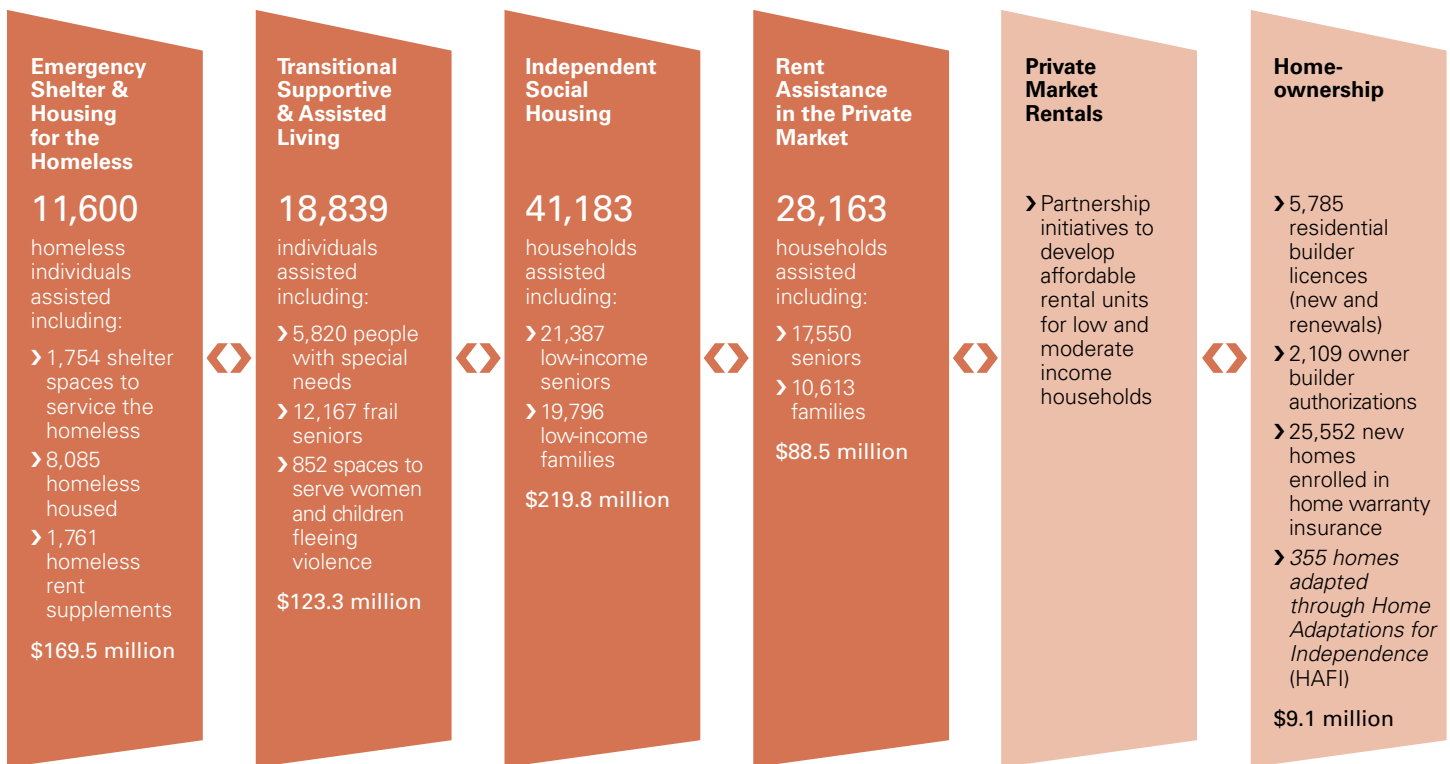 Emergency
Shelter &
Housing
for the
Homeless
11,600
homeless
individuals
assisted
including:
❯ 1,754 shelter
spaces to
service the
homeless
❯ 8,085
homeless
housed
❯ 1,761
homeless
rent
supplements
$169.5 million
Transitional
Supportive
& Assisted
Living
18,839
individuals
assisted
including:
❯ 5,820 people
with special
needs
❯ 12,167 frail
seniors
❯ 852 spaces to
serve women
and children
fleeing
violence
$123.3 million
Independent
Social
Housing
41,183
households
assisted
including:
❯ 21,387
low-income
seniors
❯ 19,796
low-income
families
$219.8 million
Rent
Assistance
in the Private
Market
28,163
households
assisted
including:
❯ 17,550
seniors
❯ 10,613
families
$88.5 million
Private
Market
Rentals
❯ Partnership
initiatives to
develop
affordable
rental units
for low and
moderate
income
households
Home-
ownership
❯ 5,785
residential
builder
licences
(new and
renewals)
❯ 2,109 owner
builder
authorizations
❯ 25,552 new
homes
enrolled in
home warranty
insurance
❯ 355 homes
adapted
through Home
Adaptations for
Independence
(HAFI)
$9.1 million